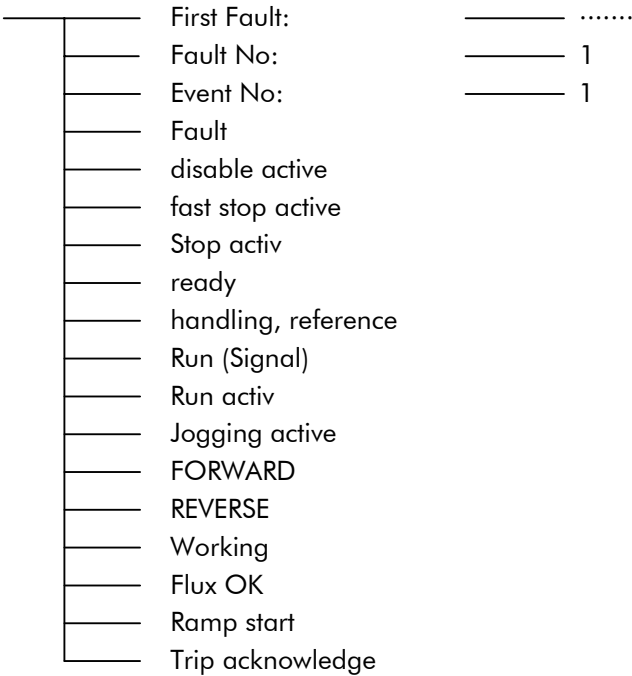 First Fault: .......
Fault No: 1
Event No: 1
Fault
disable active
fast stop active
Stop activ
ready
handling, reference
Run (Signal)
Run activ
Jogging active
FORWARD
REVERSE
Working
Flux OK
Ramp start
Trip acknowledge